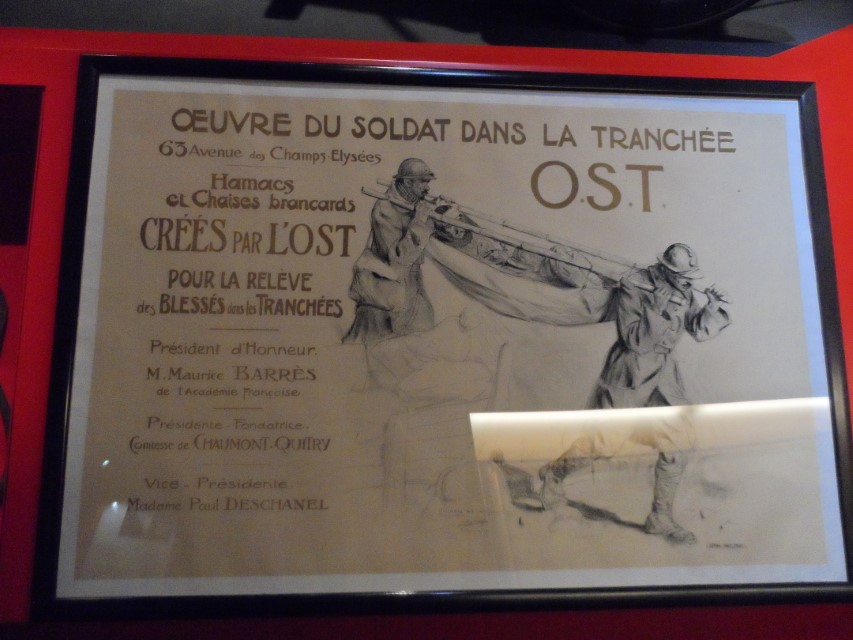 ŒUVRE DU SOLDAT DANS LA TRANCHÉE
63 Avenue des Champs-Elysées
O.S.T.
Hamacs
et Chaises brancards
CRÉÉS PAR L'OST
POUR LA RELÈVE
des BLESSÉS dans les TRANCHÉES
Président d'Honneur.
M. Maurice BARRÈS
de l'Académie Française.
Présidente Fondatrice.
Comtesse de CHAUMONT-QUITRY
Vice-Présidente.
Madame Paul DESCHANEL